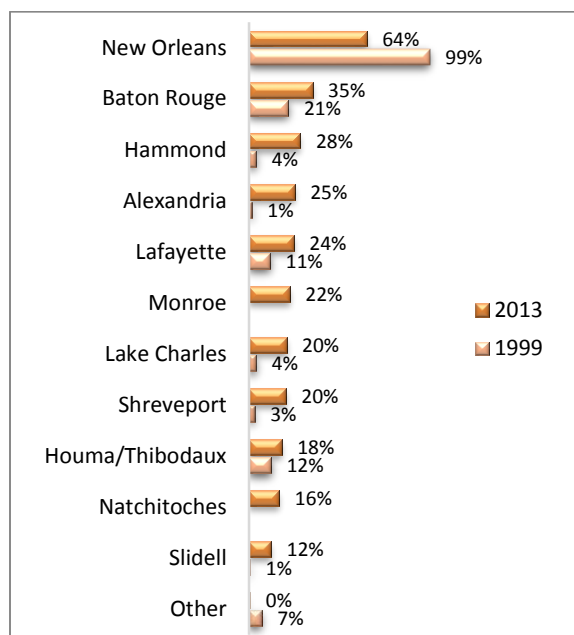 New Orleans
64%
99%
Baton Rouge
35%
21%
Hammond
28%
4%
Alexandria
25%
1%
Lafayette
24%
11%
Monroe
22%
2013
Lake Charles
20%
4%
1999
Shreveport
20%
3%
Houma/Thibodaux
18%
12%
Natchitoches
16%
Slidell
12%
1%
Other
0%
7%